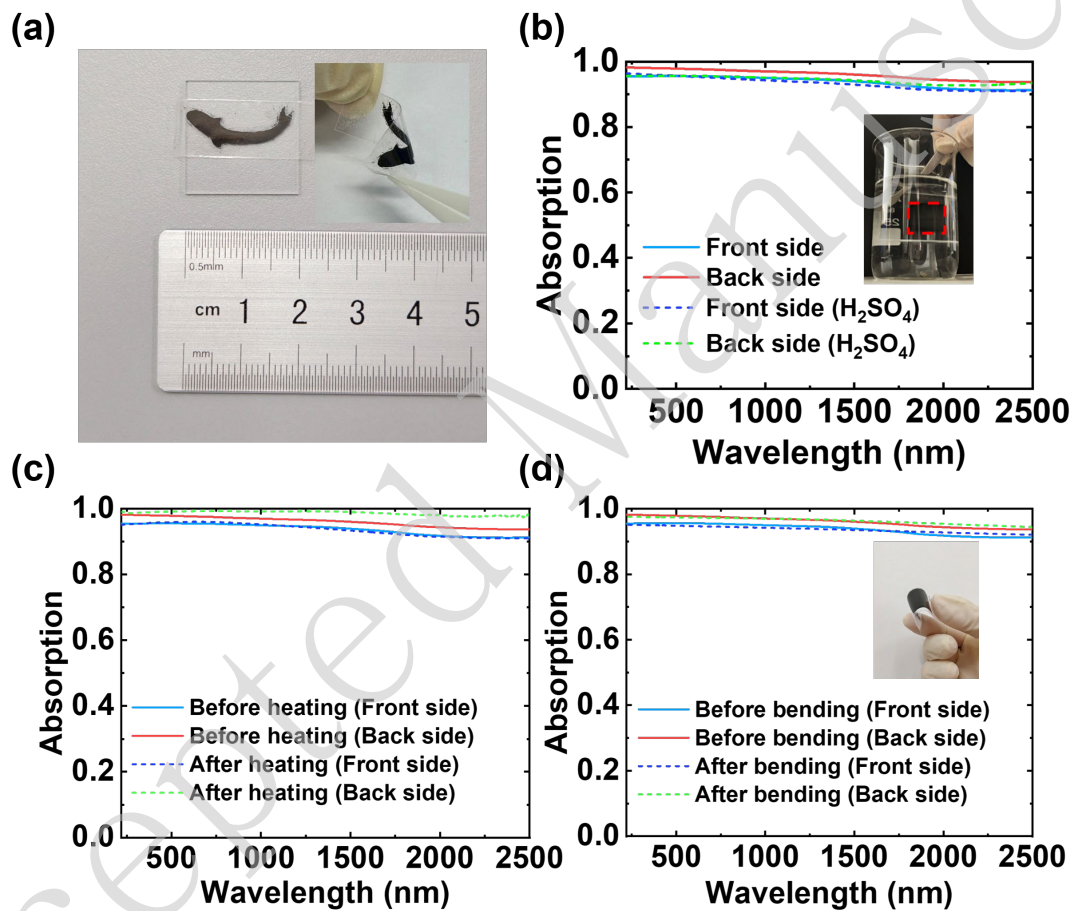 (a)
0.5mm
cm 1 2 3 4 5
mm
(b)
1.0
0.8
0.6
0.4
0.2
0.0
Absorption
Front side
Back side
Front side (H₂SO₄)
Back side (H₂SO₄)
500 1000 1500 2000 2500
Wavelength (nm)
(c)
1.0
0.8
0.6
0.4
0.2
0.0
Absorption
Before heating (Front side)
Before heating (Back side)
After heating (Front side)
After heating (Back side)
500 1000 1500 2000 2500
Wavelength (nm)
(d)
1.0
0.8
0.6
0.4
0.2
0.0
Absorption
Before bending (Front side)
Before bending (Back side)
After bending (Front side)
After bending (Back side)
500 1000 1500 2000 2500
Wavelength (nm)
cepted Manusc